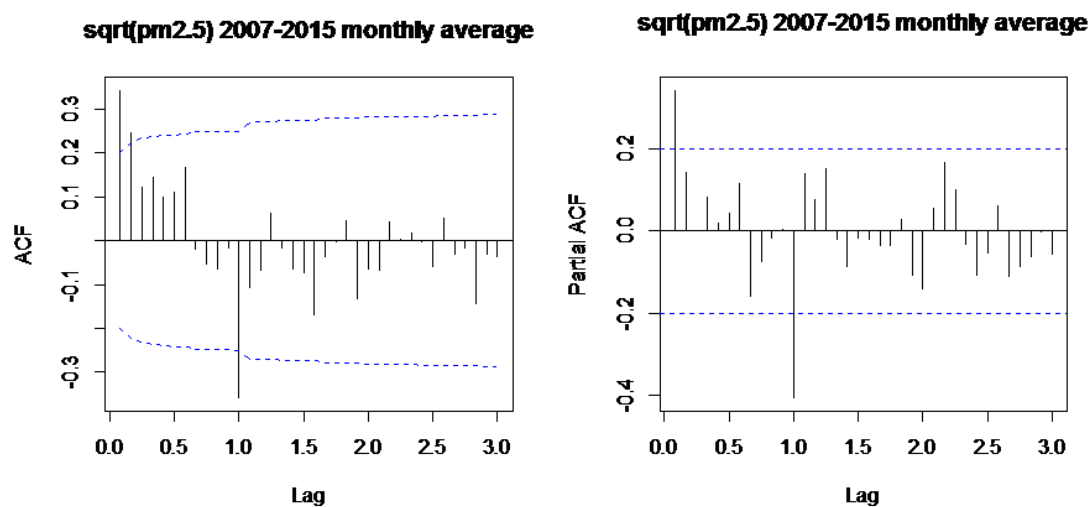 sqrt(pm2.5) 2007-2015 monthly average
ACF
0.3
0.2
0.1
-0.1
-0.3
0.0 0.5 1.0 1.5 2.0 2.5 3.0
Lag
sqrt(pm2.5) 2007-2015 monthly average
Partial ACF
0.2
0.0
-0.2
-0.4
0.0 0.5 1.0 1.5 2.0 2.5 3.0
Lag